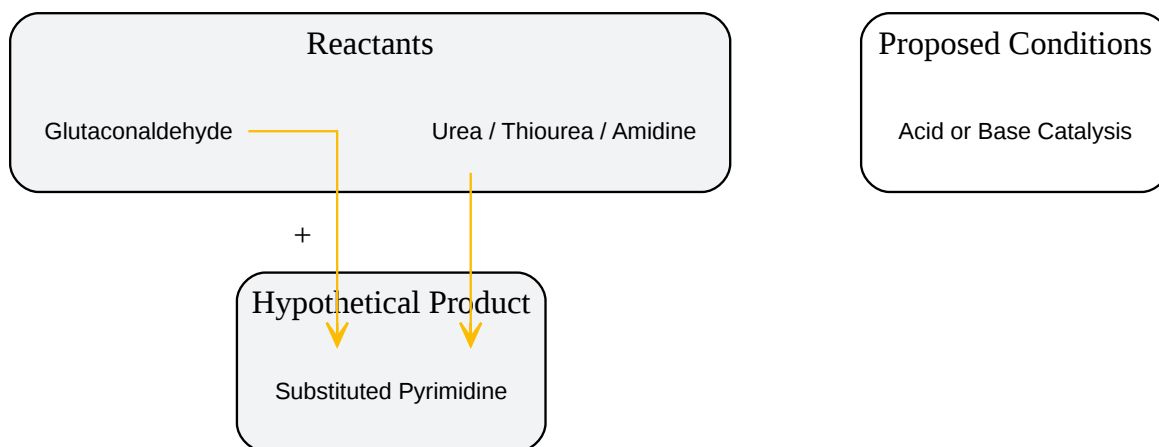 Reactants
Proposed Conditions
Glutaconaldehyde
Urea / Thiourea / Amidine
Acid or Base Catalysis
+
Hypothetical Product
Substituted Pyrimidine